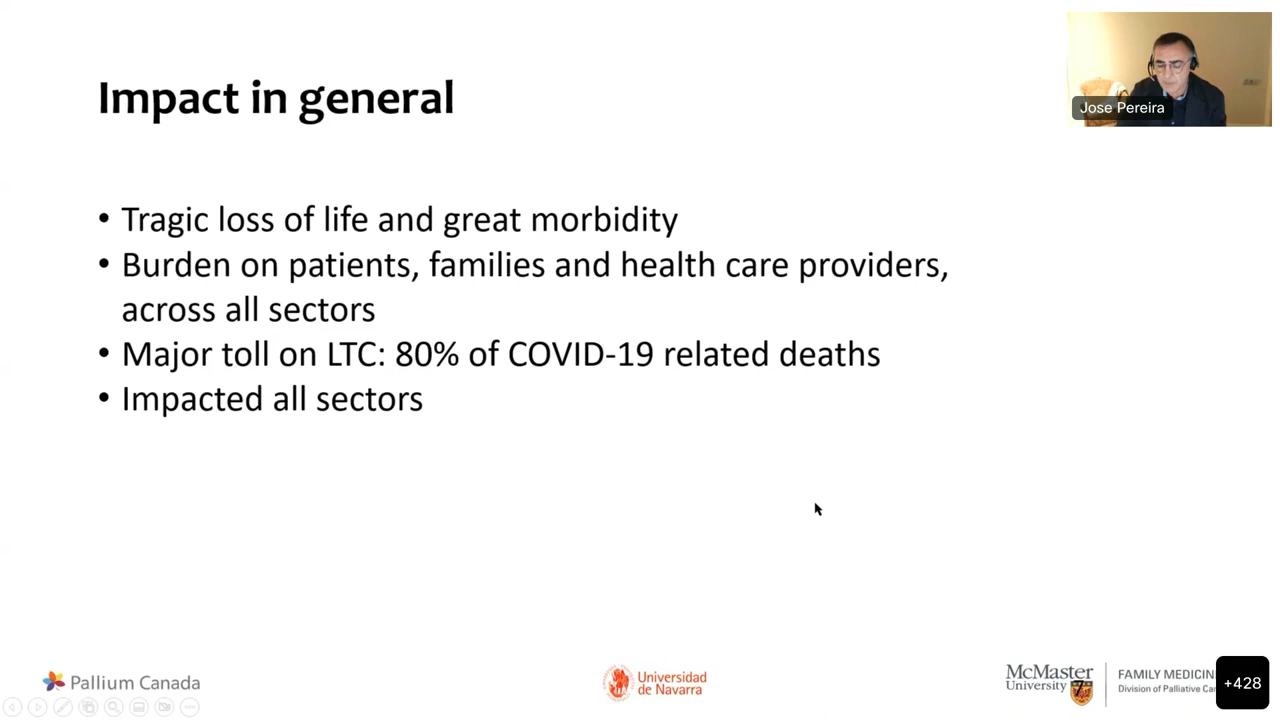 Impact in general
Jose Pereira
• Tragic loss of life and great morbidity
• Burden on patients, families and health care providers,
across all sectors
• Major toll on LTC: 80% of COVID-19 related deaths
• Impacted all sectors
Pallium Canada
Universidad
de Navarra
McMaster
University
FAMILY MEDICIN
Division of Palliative Ca
+428